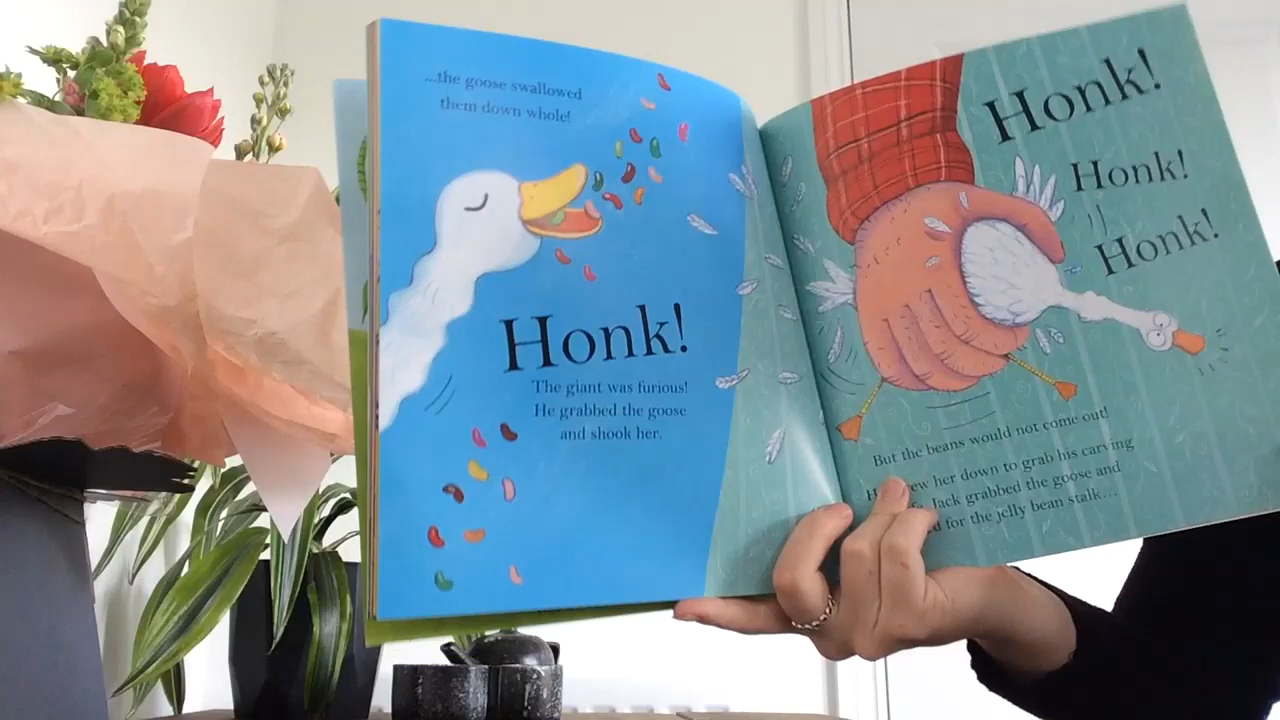 ...the goose swallowed
them down whole!
Honk!
The giant was furious!
He grabbed the goose
and shook her.
Honk!
Honk!
Honk!
But the beans would not come out!
her down to grab his carving
Jack grabbed the goose and
for the jelly bean stalk...